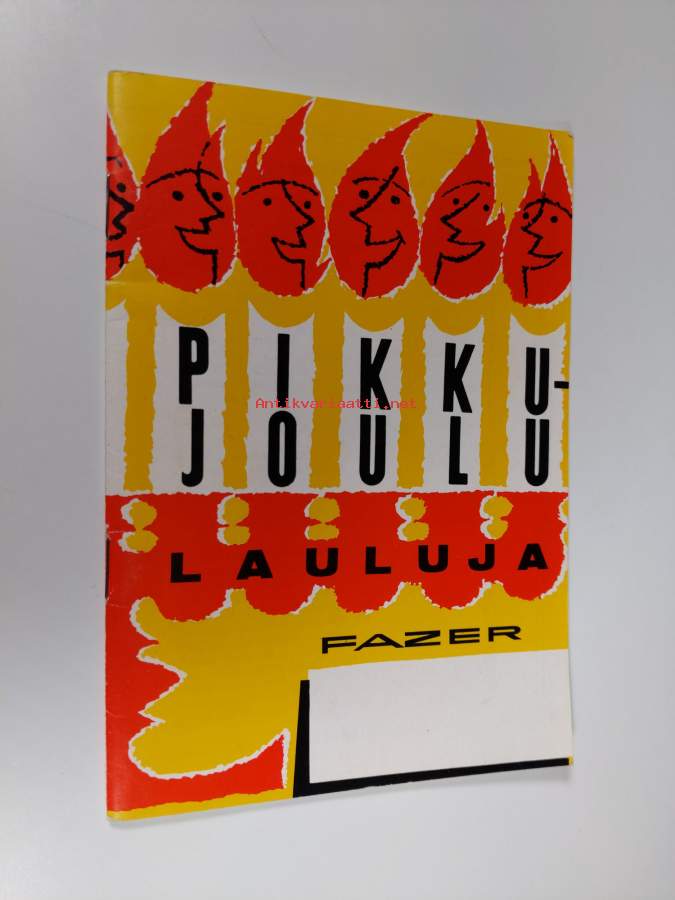 PIKKU-
Antikvariaatti.net
JOULU
LAULUJA
FAZER